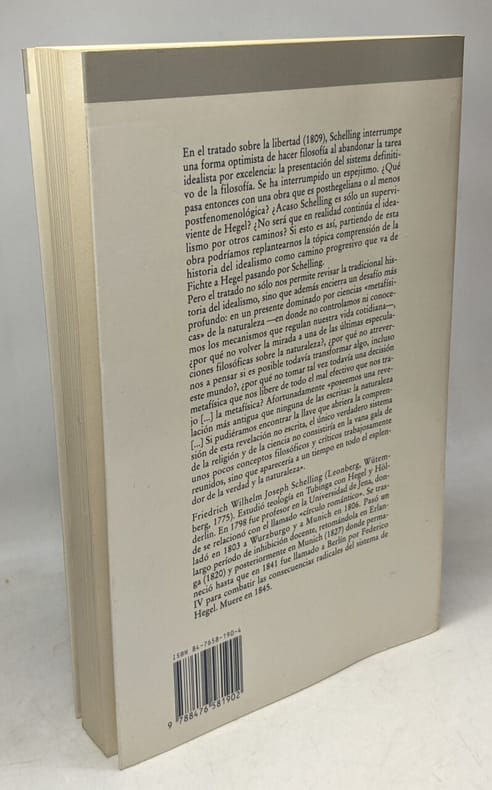 En el tratado sobre la libertad (1809), Schelling interrumpe
una forma optimista de hacer filosofía al abandonar la tarea
idealista por excelencia: la presentación del sistema definiti-
vo de la filosofía. Se ha interrumpido un espejismo. ¿Qué
pasa entonces con una obra que es posthegeliana o al menos
postfenomenológica? ¿Acaso Schelling es sólo un supervi-
viente de Hegel? ¿No será que en realidad continúa el idea-
lismo por otros caminos? Si esto es así, partiendo de esta
obra podríamos replantearnos la tópica comprensión de la
historia del idealismo como camino progresivo que va de
Fichte a Hegel pasando por Schelling.
Pero el tratado no sólo nos permite revisar la tradicional his-
toria del idealismo, sino que además encierra un desafío más
profundo: en un presente dominado por ciencias «metafísi-
cas» de la naturaleza —en donde no controlamos ni conoce-
mos los mecanismos que regulan nuestra vida cotidiana—,
¿por qué no volver la mirada a una de las últimas especula-
ciones filosóficas sobre la naturaleza?, ¿por qué no atrever-
nos a pensar si es posible todavía transformar algo, incluso
este mundo?, ¿por qué no tomar tal vez todavía una decisión
metafísica que nos libere de todo el mal efectivo que nos tra-
jo [...] la metafísica? Afortunadamente «poseemos una reve-
lación más antigua que ninguna de las escritas: la naturaleza
[...] Si pudiéramos encontrar la llave que abriera la compren-
sión de esta revelación no escrita, el único verdadero sistema
de la religión y de la ciencia no consistiría en la vana gala de
unos pocos conceptos filosóficos y críticos trabajosamente
reunidos, sino que aparecería a un tiempo en todo el esplen-
dor de la verdad y la naturaleza».
Friedrich Wilhelm Joseph Schelling (Leonberg, Würtem-
berg, 1775). Estudió teología en Tubinga con Hegel y Höl-
derlin. En 1798 fue profesor en la Universidad de Jena, don-
de se relacionó con el llamado «círculo romántico». Se tras-
ladó en 1803 a Wurzburgo y a Munich en 1806. Pasó un
largo período de inhibición docente, retomándola en Erlan-
ga (1820) y posteriormente en Munich (1827) donde perma-
neció hasta que en 1841 fue llamado a Berlín por Federico
IV para combatir las consecuencias radicales del sistema de
Hegel. Muere en 1845.
ISBN 84-7658-190-4
9 788476 581902